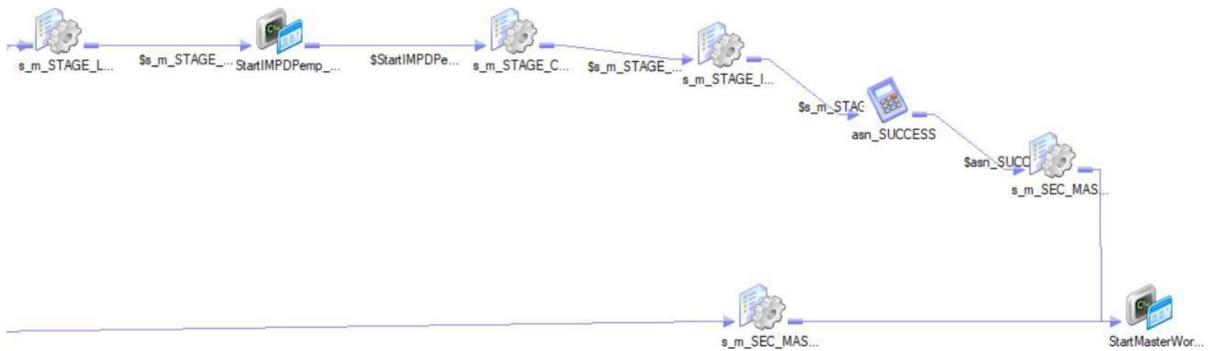 s_m_STAGE_L...
$s_m_STAGE_...
StartIMPDPemp_...
$StartIMPDPe...
s_m_STAGE_C...
$s_m_STAGE_...
s_m_STAGE_I...
$s_m_STAG
asn_SUCCESS
$asn_SUCC
s_m_SEC_MAS...
s_m_SEC_MAS...
StartMasterWor...